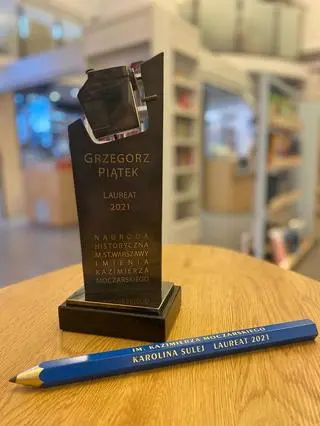 GRZEGORZ
PIĄTEK
LAUREAT
2021
NAGRODA
HISTORYCZNA
M.ST.WARSZAWY
IMIENIA
KAZIMIERZA
MOCZARSKIEGO
IM. KAZIMIERZA MOCZARSKIEGO
KAROLINA SULEJ LAUREAT 2021